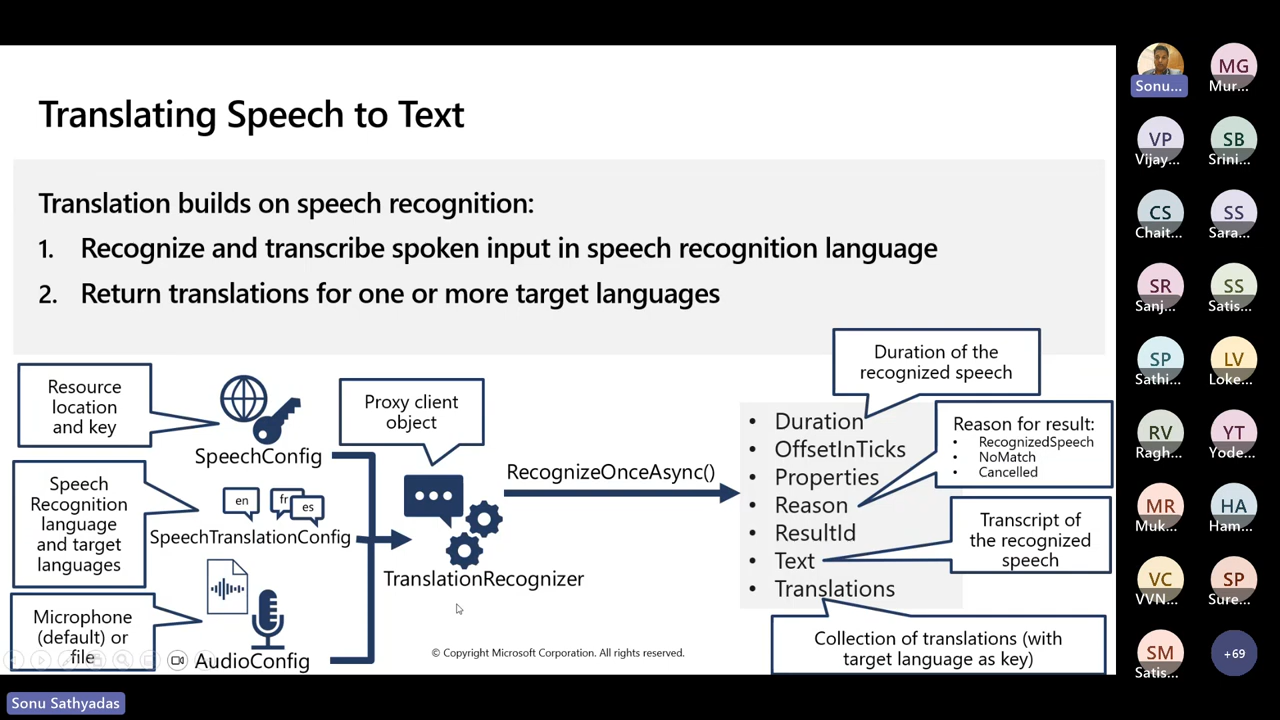 Translating Speech to Text
Translation builds on speech recognition:
1. Recognize and transcribe spoken input in speech recognition language
2. Return translations for one or more target languages
Resource
location
and key
SpeechConfig
Speech
Recognition
language
and target
languages
en
fr
es
SpeechTranslationConfig
Microphone
(default) or
file
AudioConfig
Proxy client
object
TranslationRecognizer
RecognizeOnceAsync()
Duration of the
recognized speech
• Duration
• OffsetInTicks
• Properties
• Reason
• ResultId
• Text
• Translations
Reason for result:
• RecognizedSpeech
• NoMatch
• Cancelled
Transcript of
the recognized
speech
Collection of translations (with
target language as key)
© Copyright Microsoft Corporation. All rights reserved.
Sonu Sathyadas
Sonu...
MG
Mur...
VP
Vijay...
SB
Srini...
CS
Chait...
SS
Sara...
SR
Sanj...
SS
Satis...
SP
Sathi...
LV
Loke...
RV
Ragh...
YT
Yode...
MR
Muk...
HA
Ham...
VC
VVN...
SP
Sure...
SM
Satis...
+69